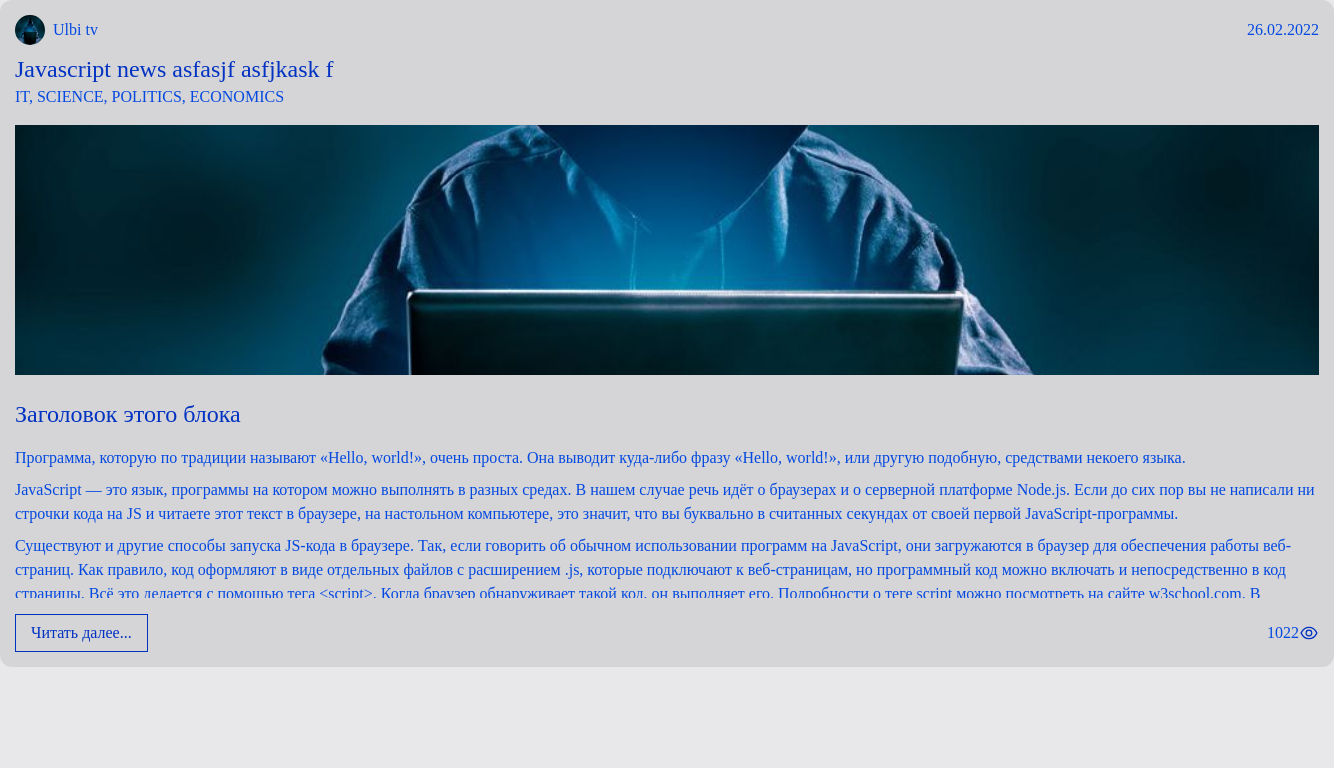 Ulbi tv
26.02.2022
Javascript news asfasjf asfjkask f
IT, SCIENCE, POLITICS, ECONOMICS
Заголовок этого блока
Программа, которую по традиции называют «Hello, world!», очень проста. Она выводит куда-либо фразу «Hello, world!», или другую подобную, средствами некоего языка.
JavaScript — это язык, программы на котором можно выполнять в разных средах. В нашем случае речь идёт о браузерах и о серверной платформе Node.js. Если до сих пор вы не написали ни
строчки кода на JS и читаете этот текст в браузере, на настольном компьютере, это значит, что вы буквально в считанных секундах от своей первой JavaScript-программы.
Существуют и другие способы запуска JS-кода в браузере. Так, если говорить об обычном использовании программ на JavaScript, они загружаются в браузер для обеспечения работы веб-
страниц. Как правило, код оформляют в виде отдельных файлов с расширением .js, которые подключают к веб-страницам, но программный код можно включать и непосредственно в код
страницы. Всё это делается с помощью тега <script>. Когда браузер обнаруживает такой код, он выполняет его. Подробности о теге script можно посмотреть на сайте w3school.com. В
Читать далее...
1022